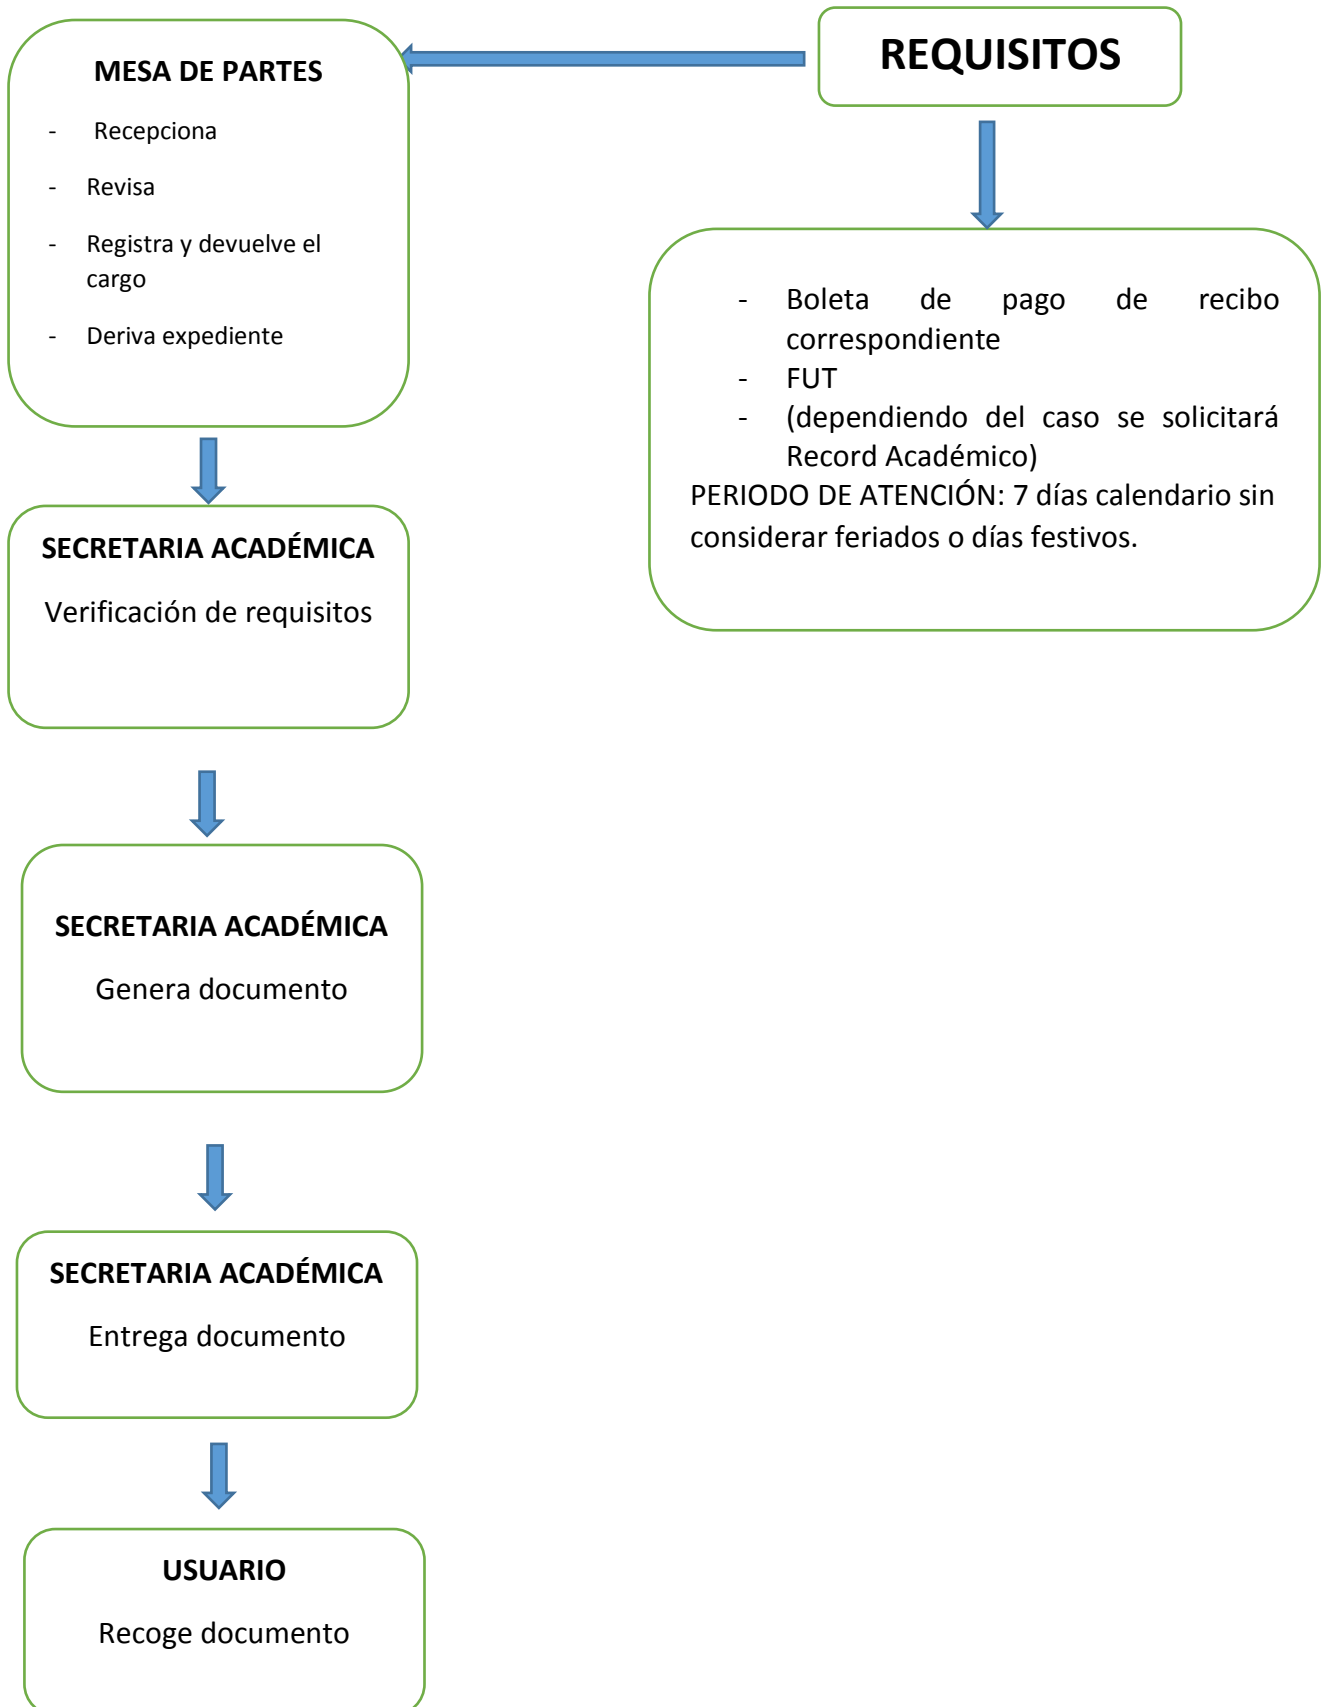 REQUISITOS
MESA DE PARTES
- Recepciona
- Revisa
- Registra y devuelve el
cargo
- Deriva expediente
- Boleta de pago de recibo
correspondiente
- FUT
- (dependiendo del caso se solicitará
Record Académico)
PERIODO DE ATENCIÓN: 7 días calendario sin
considerar feriados o días festivos.
SECRETARIA ACADÉMICA
Verificación de requisitos
SECRETARIA ACADÉMICA
Genera documento
SECRETARIA ACADÉMICA
Entrega documento
USUARIO
Recoge documento